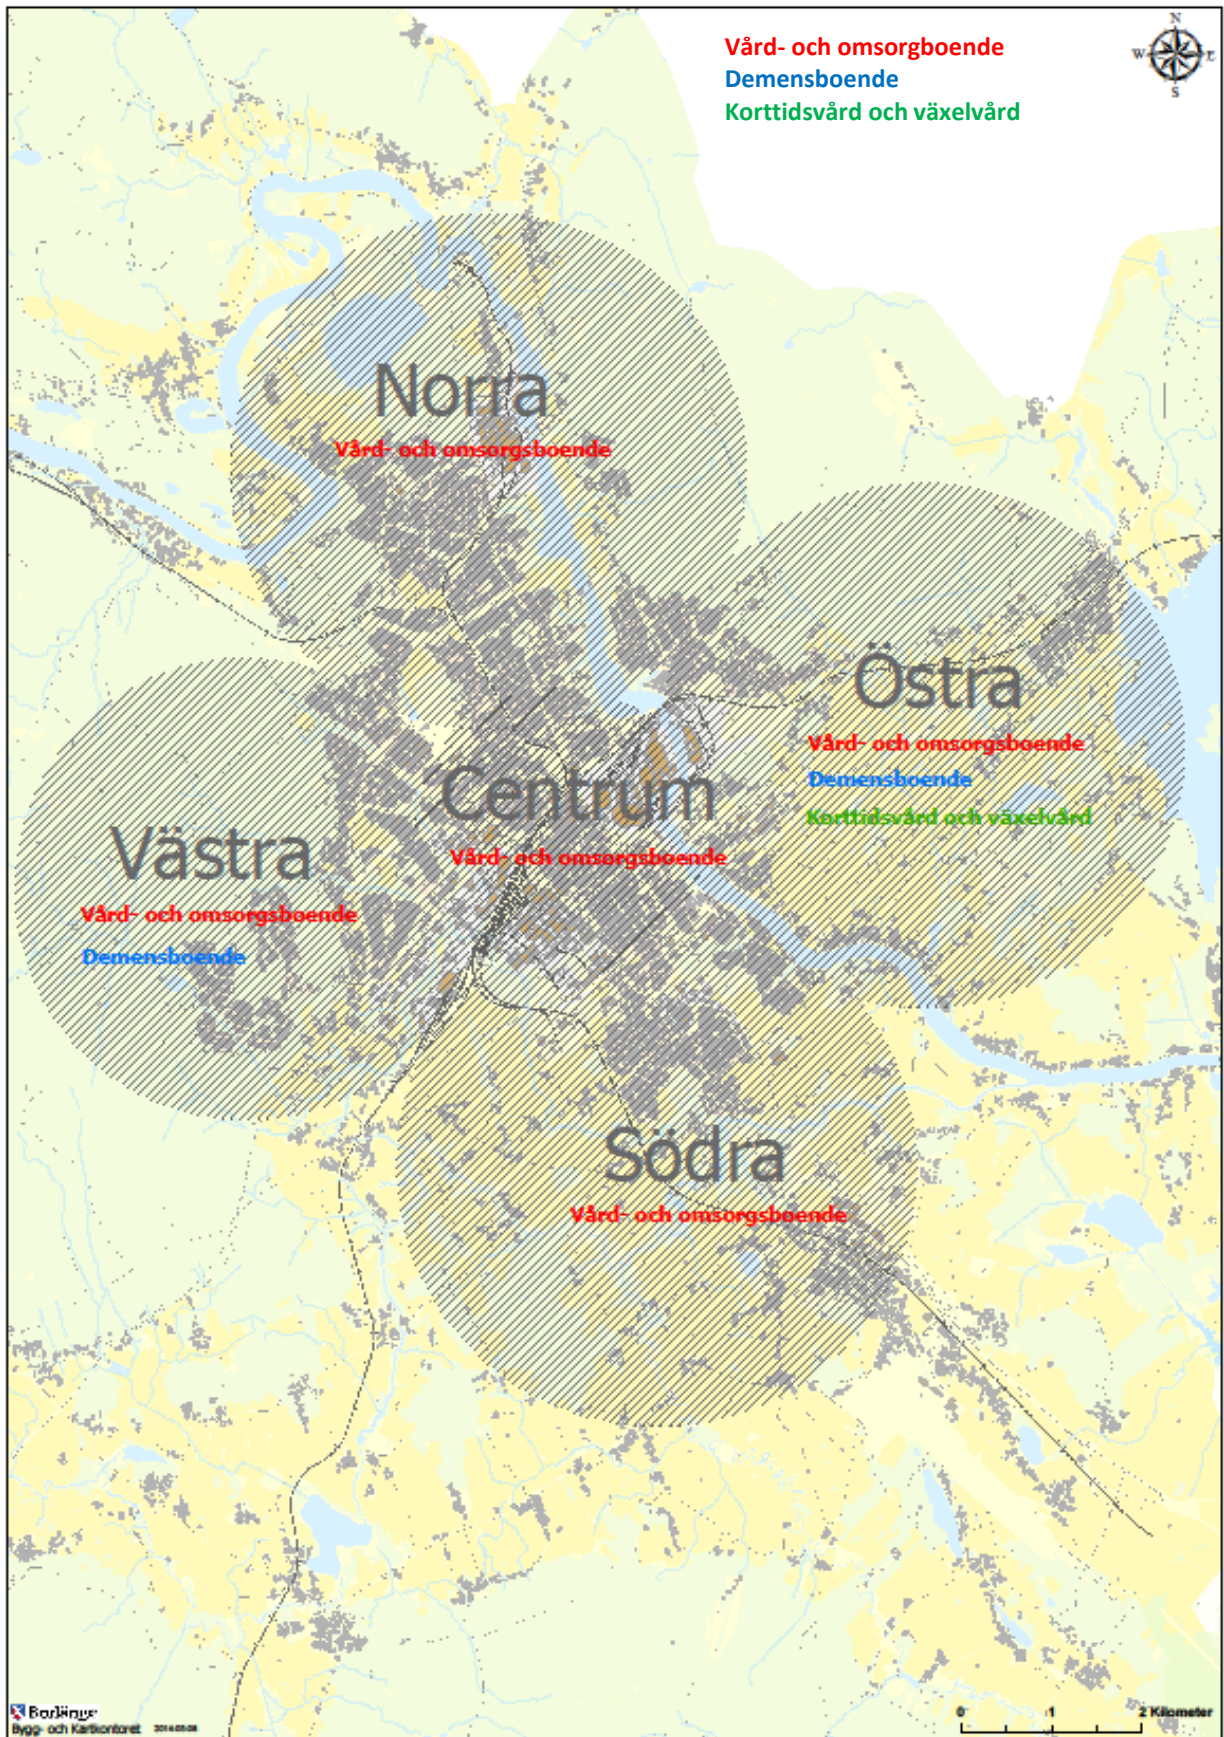 Vård- och omsorgboende
Demensboende
Korttidsvård och växelvård
N
W E
S
Norra
Vård- och omsorgsboende
Östra
Vård- och omsorgsboende
Demensboende
Korttidsvård och växelvård
Centrum
Vård- och omsorgsboende
Västra
Vård- och omsorgsboende
Demensboende
Södra
Vård- och omsorgsboende
Borlänge
Bygg- och Kartkontoret
0 1 2 Kilometer